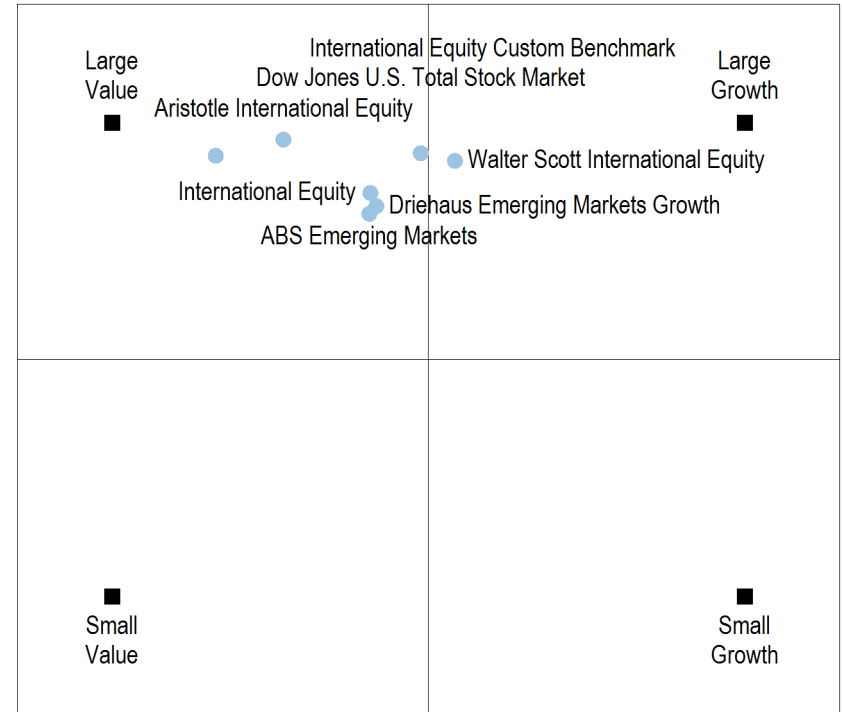 International Equity Custom Benchmark
Large
Value
Dow Jones U.S. Total Stock Market
Large
Growth
Aristotle International Equity
Walter Scott International Equity
International Equity
Driehaus Emerging Markets Growth
ABS Emerging Markets
Small
Value
Small
Growth